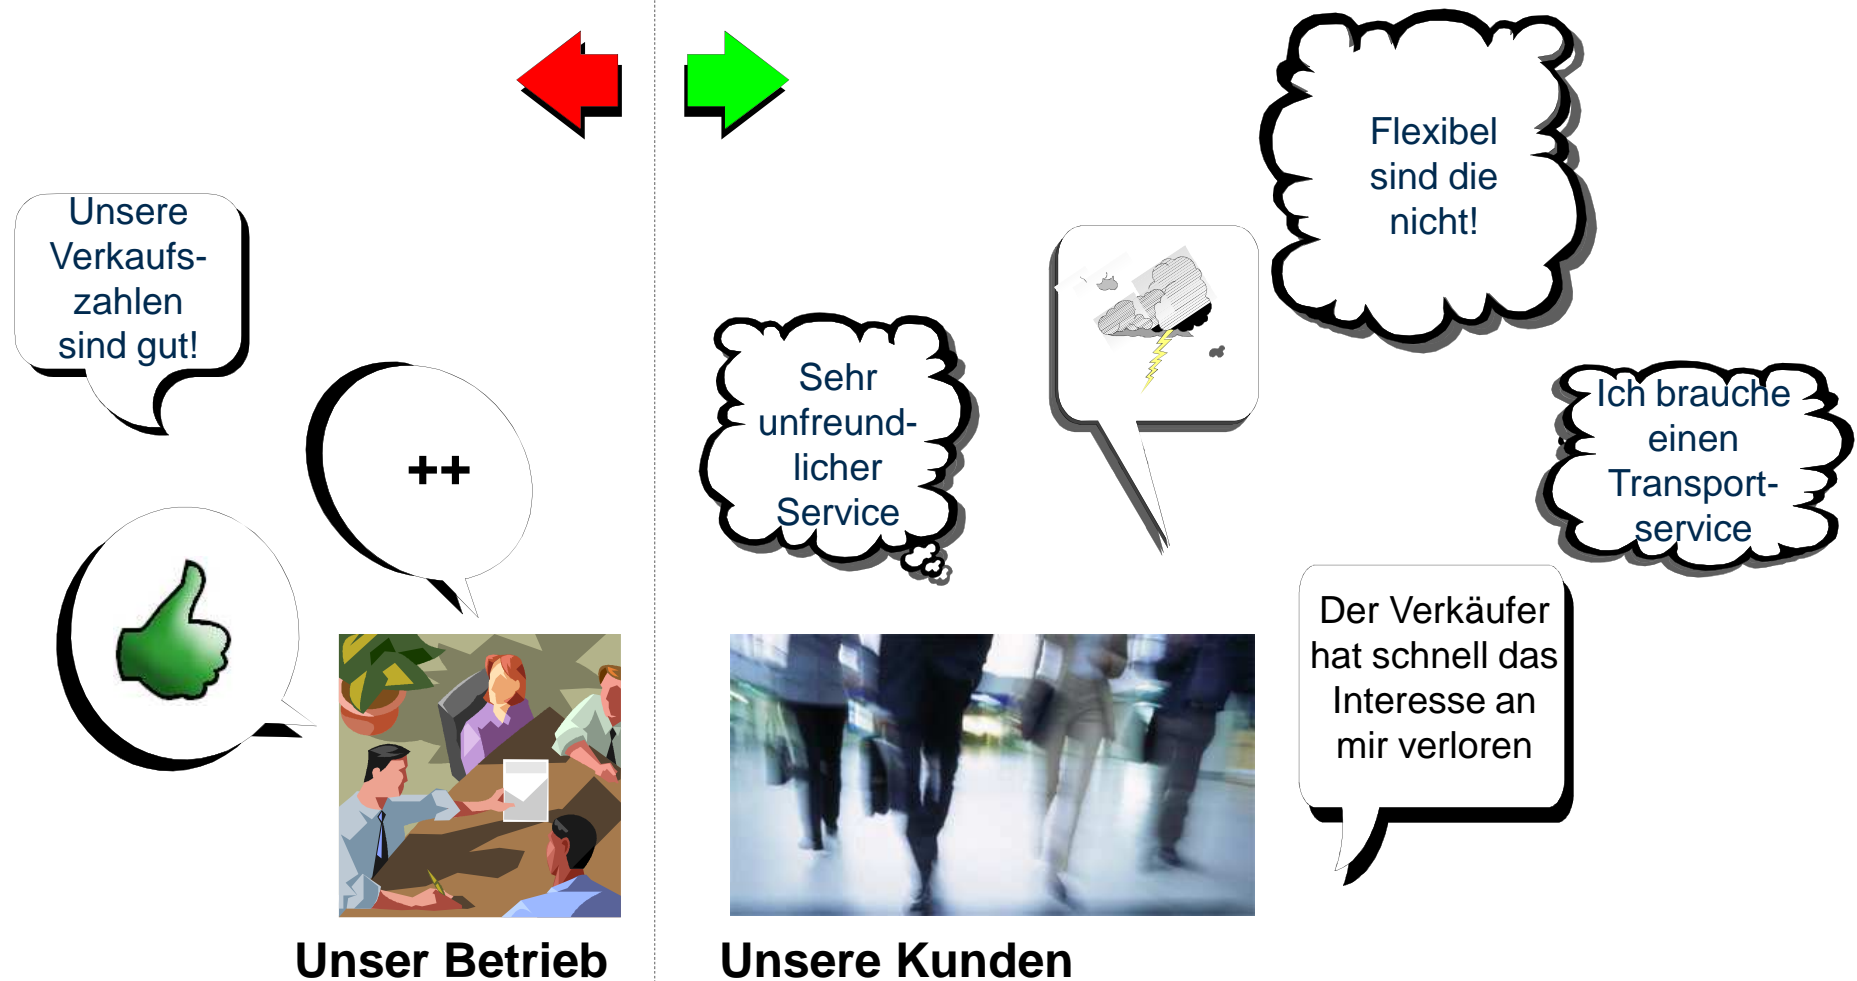 Unsere
Verkaufs-
zahlen
sind gut!
++
Unser Betrieb
Flexibel
sind die
nicht!
Sehr
unfreund-
licher
Service
Ich brauche
einen
Transport-
service
Der Verkäufer
hat schnell das
Interesse an
mir verloren
Unsere Kunden